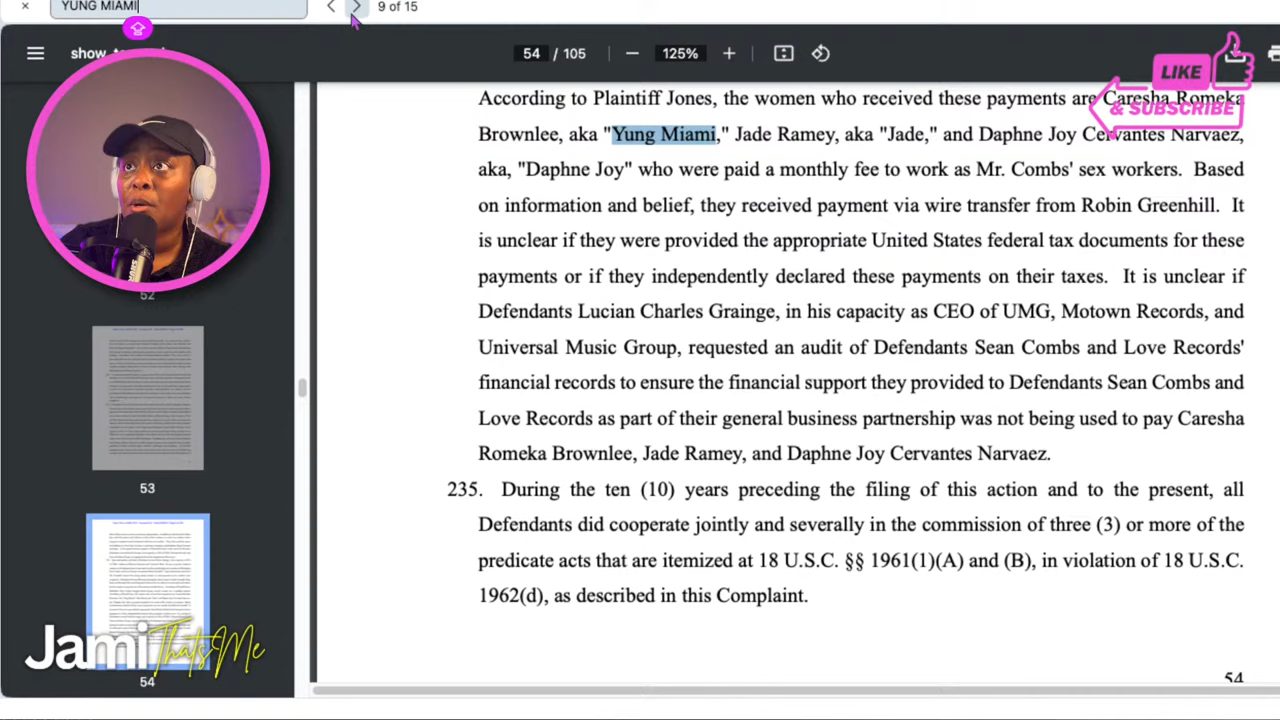 YUNG MIAMI
9 of 15
54 / 105
125%
LIKE
& SUBSCRIBE
According to Plaintiff Jones, the women who received these payments are Caresha Romeka
Brownlee, aka "Yung Miami," Jade Ramey, aka "Jade," and Daphne Joy Cervantes Narvaez,
aka, "Daphne Joy" who were paid a monthly fee to work as Mr. Combs' sex workers. Based
on information and belief, they received payment via wire transfer from Robin Greenhill. It
is unclear if they were provided the appropriate United States federal tax documents for these
payments or if they independently declared these payments on their taxes. It is unclear if
Defendants Lucian Charles Grainge, in his capacity as CEO of UMG, Motown Records, and
Universal Music Group, requested an audit of Defendants Sean Combs and Love Records'
financial records to ensure the financial support they provided to Defendants Sean Combs and
Love Records as part of their general business partnership was not being used to pay Caresha
Romeka Brownlee, Jade Ramey, and Daphne Joy Cervantes Narvaez.
235. During the ten (10) years preceding the filing of this action and to the present, all
Defendants did cooperate jointly and severally in the commission of three (3) or more of the
predicate acts that are itemized at 18 U.S.C. §§ 1961(1)(A) and (B), in violation of 18 U.S.C.
1962(d), as described in this Complaint.
54
52
53
54
Jami ThatsMe